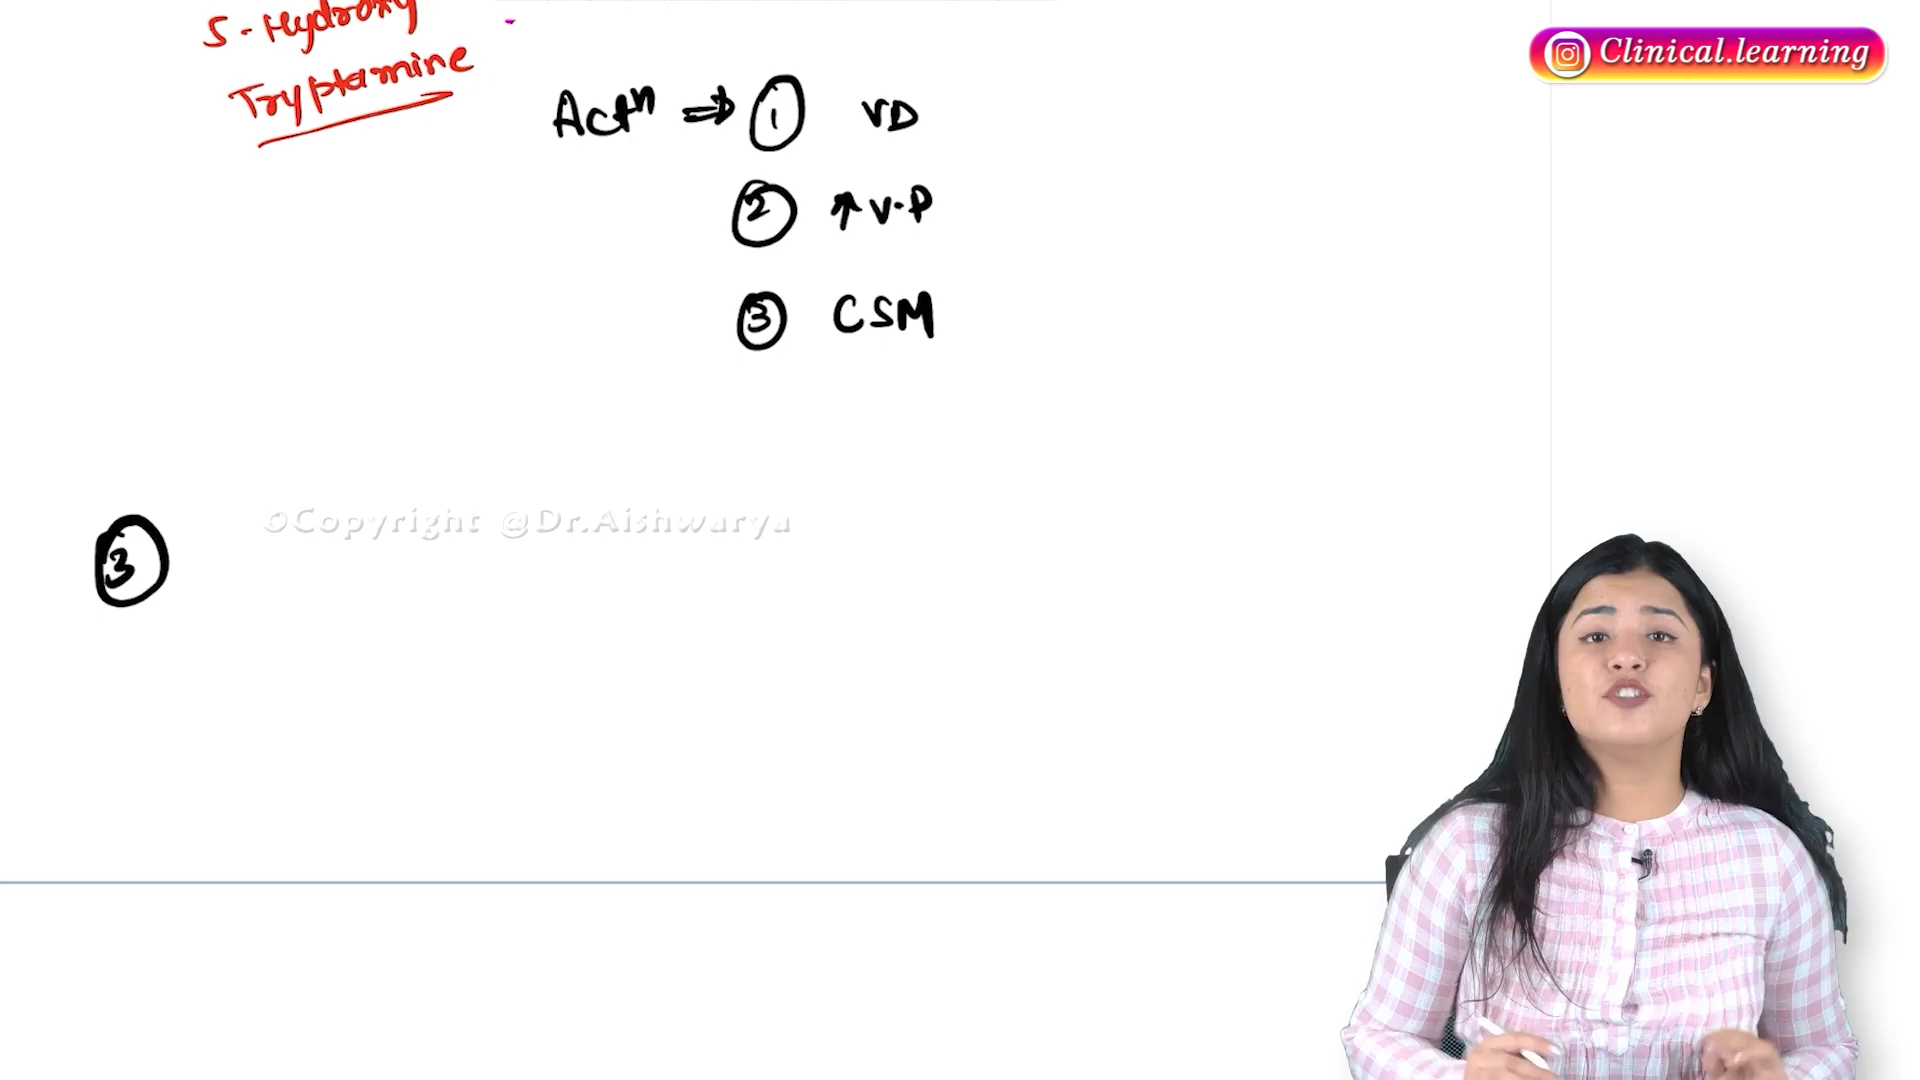 5-Hydroxy
Tryptamine
Actⁿ ⇒ ① VD
② ↑ V.P
③ CSM
③
©Copyright @Dr.Aishwarya
Clinical.learning